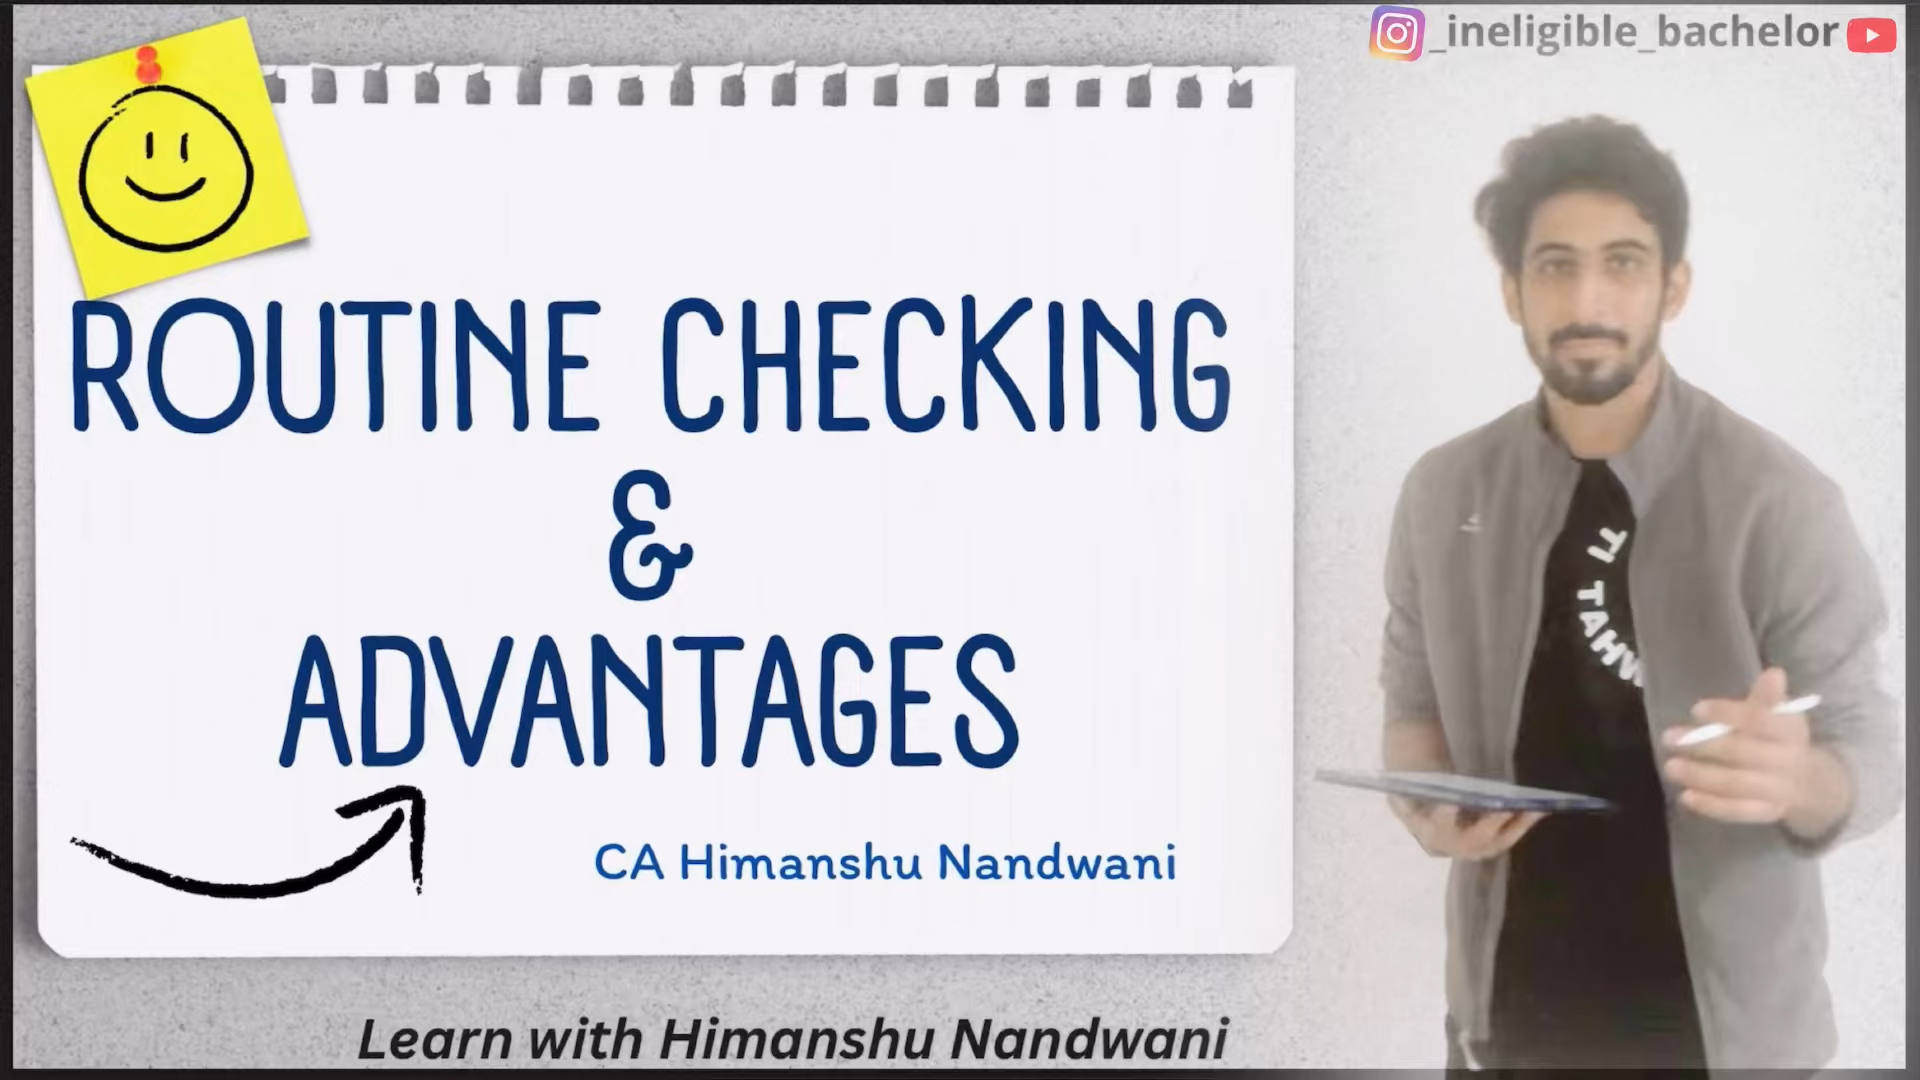 _ineligible_bachelor
ROUTINE CHECKING
&
ADVANTAGES
CA Himanshu Nandwani
Learn with Himanshu Nandwani